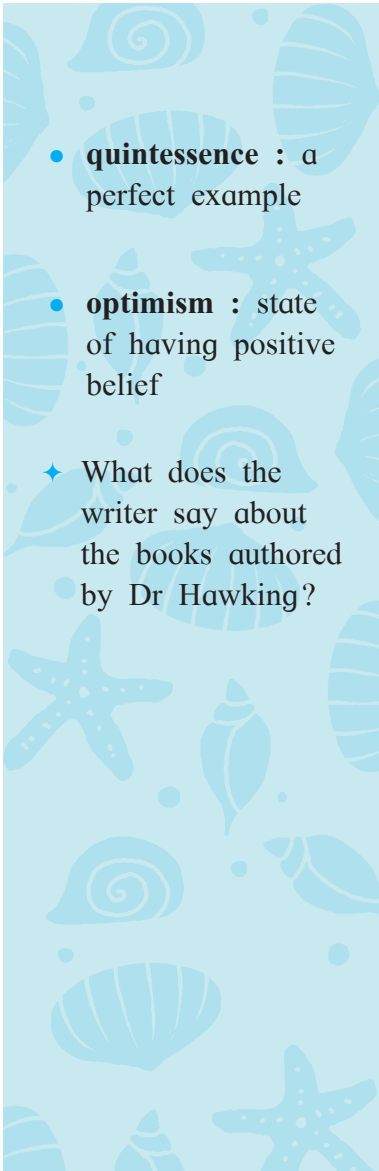 • quintessence : a
perfect example
• optimism : state
of having positive
belief
✦ What does the
writer say about
the books authored
by Dr Hawking?